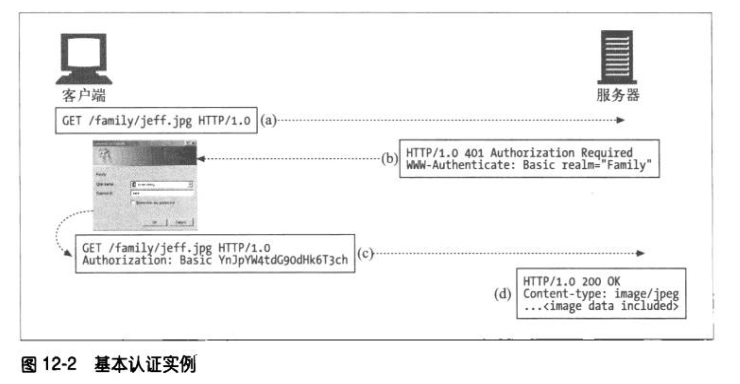 客户端
服务器
GET /family/jeff.jpg HTTP/1.0
(a)
(b)
HTTP/1.0 401 Authorization Required
WWW-Authenticate: Basic realm="Family"
GET /family/jeff.jpg HTTP/1.0
Authorization: Basic YnJpYW4tdG90dHk6T3ch
(c)
(d)
HTTP/1.0 200 OK
Content-type: image/jpeg
...<image data included>
图 12-2 基本认证实例